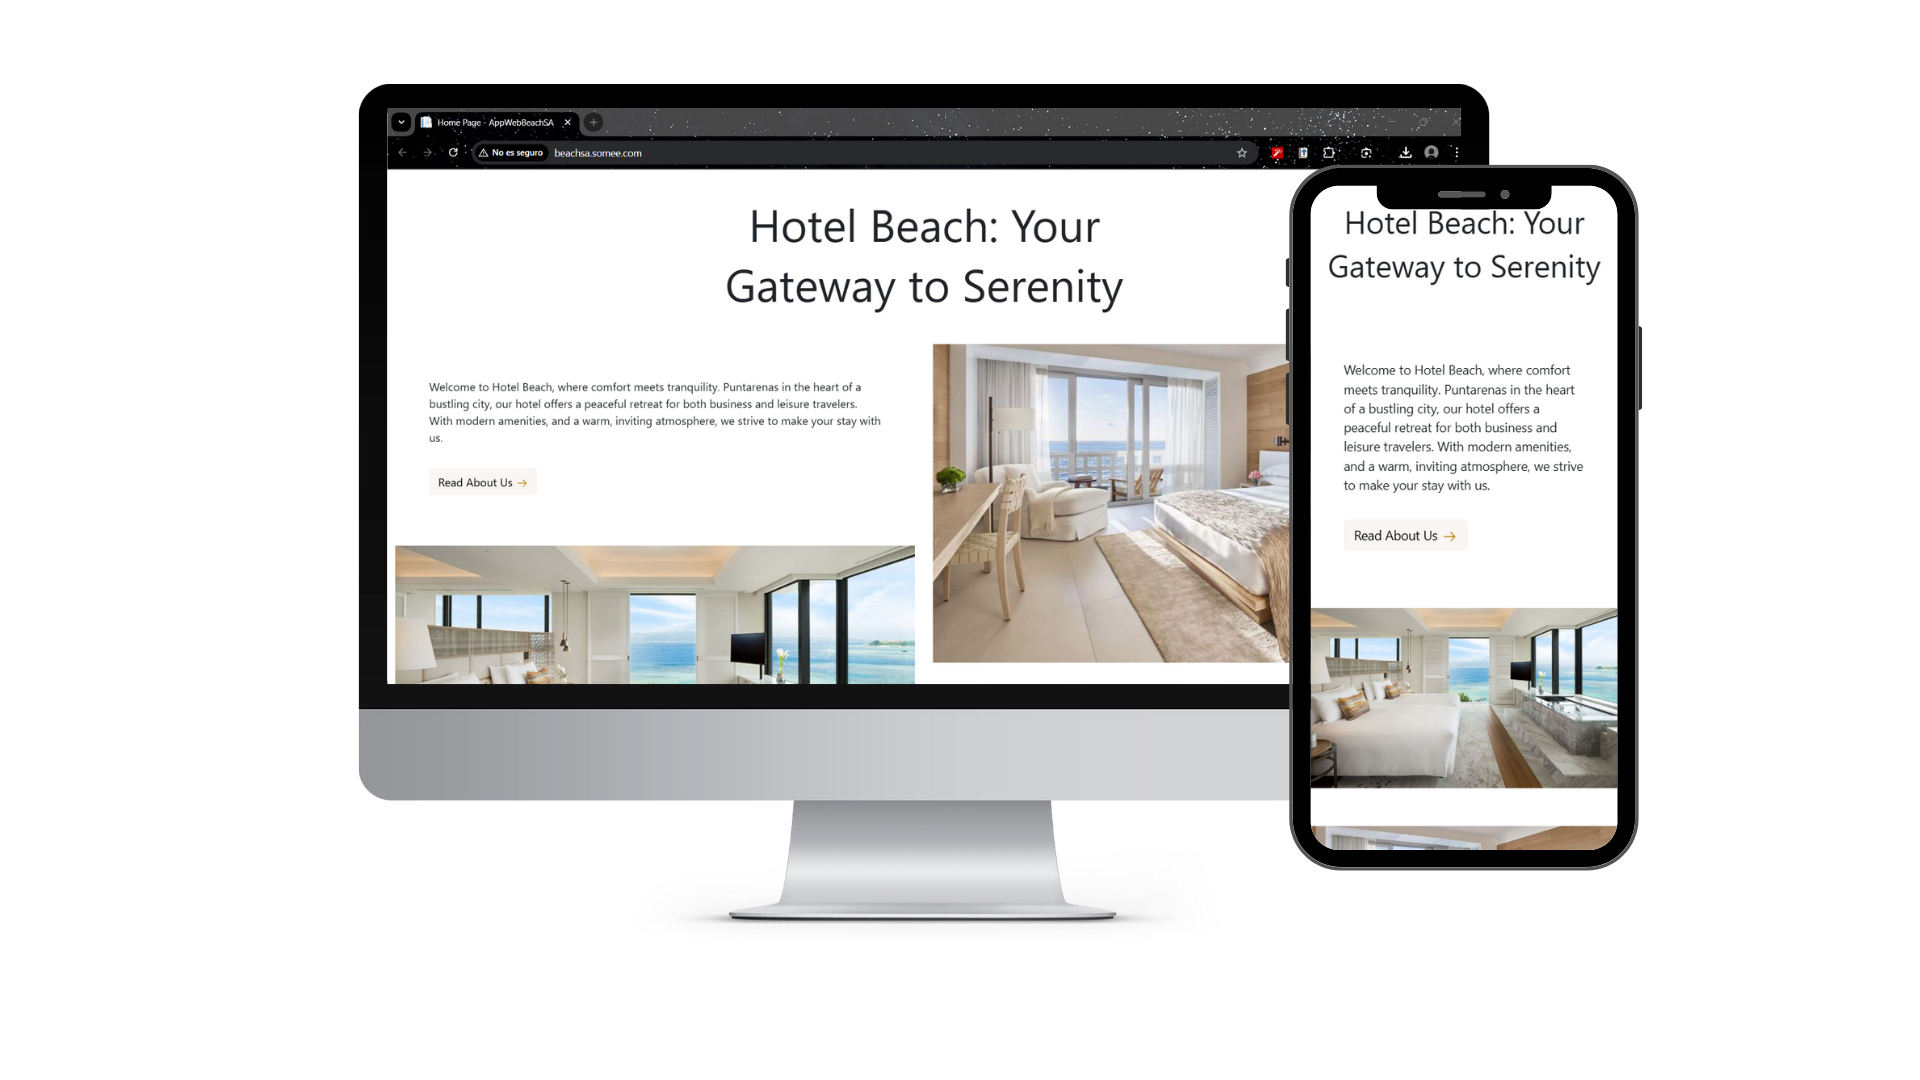 Home Page - AppWebBeachSA
No es seguro
beachsa.somee.com
Hotel Beach: Your
Gateway to Serenity
Welcome to Hotel Beach, where comfort meets tranquility. Puntarenas in the heart of a
bustling city, our hotel offers a peaceful retreat for both business and leisure travelers.
With modern amenities, and a warm, inviting atmosphere, we strive to make your stay with
us.
Read About Us →
Hotel Beach: Your
Gateway to Serenity
Welcome to Hotel Beach, where comfort
meets tranquility. Puntarenas in the heart
of a bustling city, our hotel offers a
peaceful retreat for both business and
leisure travelers. With modern amenities,
and a warm, inviting atmosphere, we strive
to make your stay with us.
Read About Us →